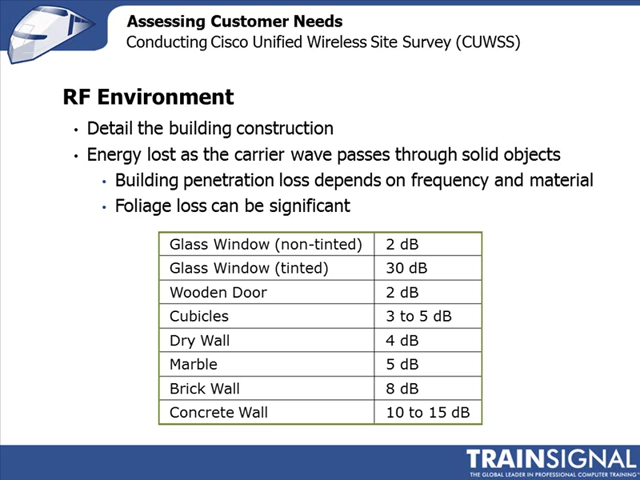 Assessing Customer Needs
Conducting Cisco Unified Wireless Site Survey (CUWSS)
RF Environment
• Detail the building construction
• Energy lost as the carrier wave passes through solid objects
• Building penetration loss depends on frequency and material
• Foliage loss can be significant
Glass Window (non-tinted) 2 dB
Glass Window (tinted) 30 dB
Wooden Door 2 dB
Cubicles 3 to 5 dB
Dry Wall 4 dB
Marble 5 dB
Brick Wall 8 dB
Concrete Wall 10 to 15 dB
TRAINSIGNAL
THE GLOBAL LEADER IN PROFESSIONAL COMPUTER TRAINING